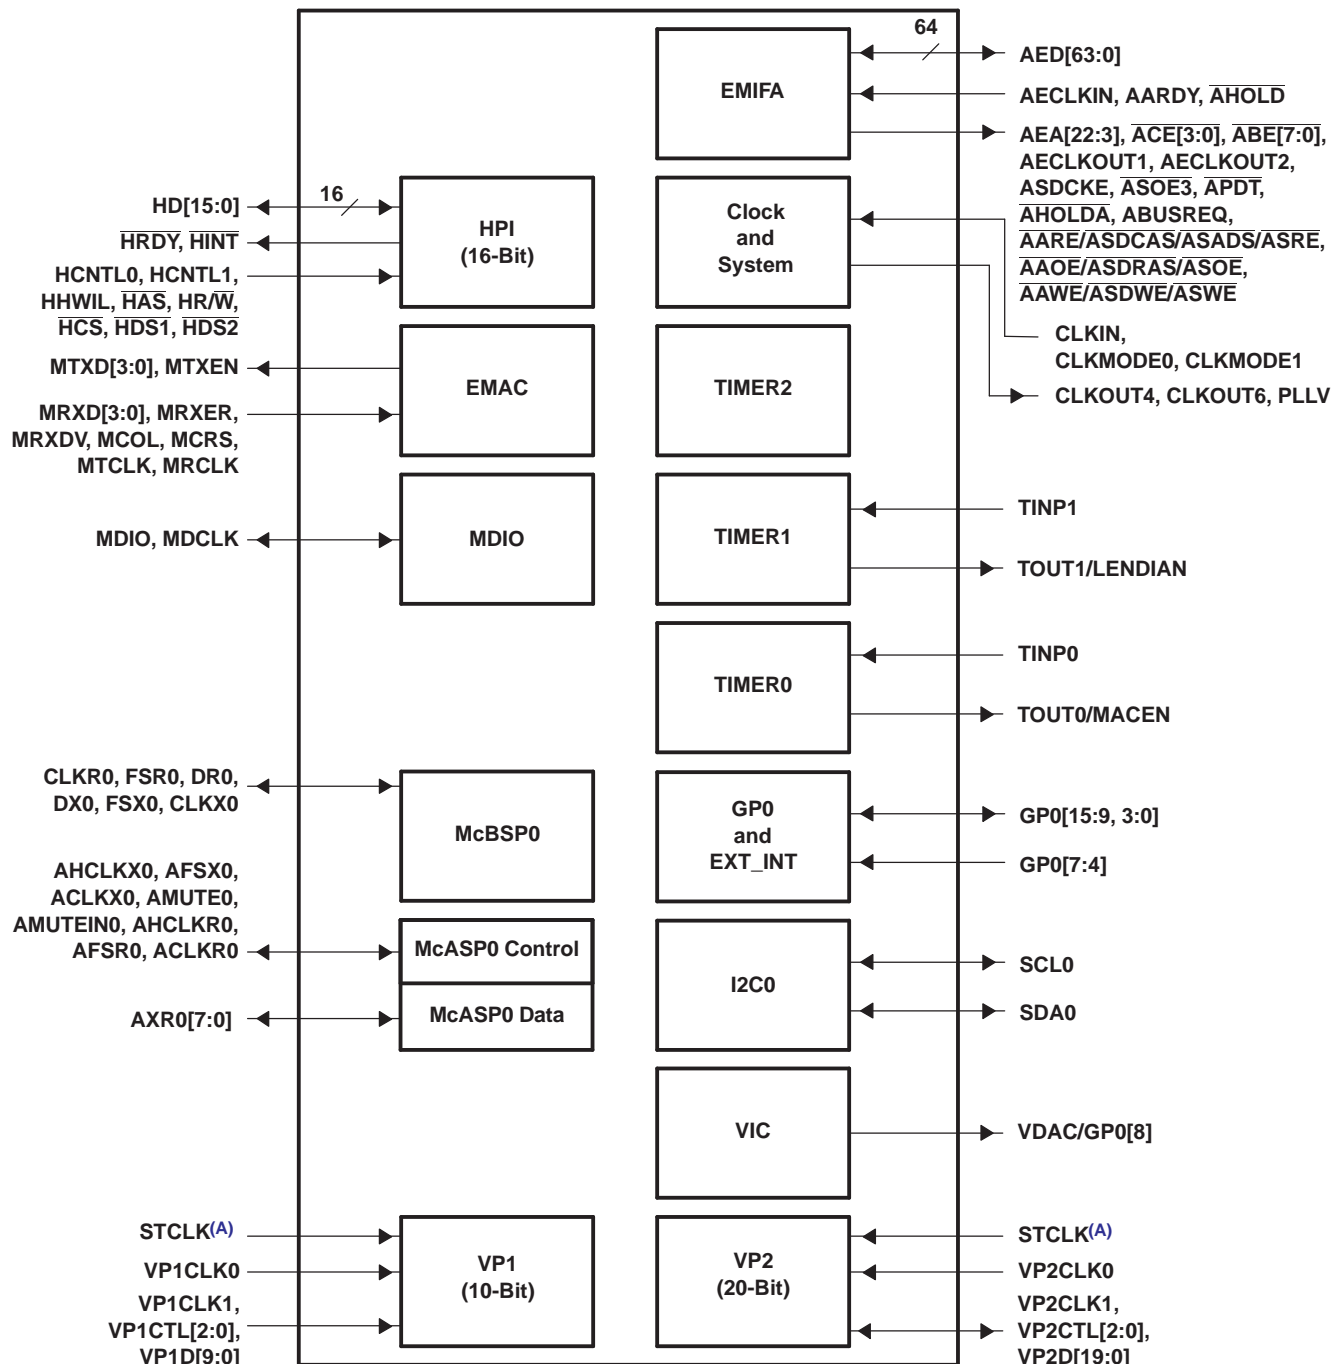 64
AED[63:0]
EMIFA
AECLKIN, AARDY, AHOLD
AEA[22:3], ACE[3:0], ABE[7:0],
AECLKOUT1, AECLKOUT2,
ASDCKE, ASOE3, APDT,
AHOLDA, ABUSREQ,
AARE/ASDCAS/ASADS/ASRE,
AAOE/ASDRAS/ASOE,
AAWE/ASDWE/ASWE
16
HD[15:0]
HRDY, HINT
HCNTL0, HCNTL1,
HHWIL, HAS, HR/W,
HCS, HDS1, HDS2
HPI
(16-Bit)
Clock
and
System
CLKIN,
CLKMODE0, CLKMODE1
CLKOUT4, CLKOUT6, PLLV
MTXD[3:0], MTXEN
MRXD[3:0], MRXER,
MRXDV, MCOL, MCRS,
MTCLK, MRCLK
EMAC
TIMER2
MDIO, MDCLK
MDIO
TIMER1
TINP1
TOUT1/LENDIAN
TIMER0
TINP0
TOUT0/MACEN
CLKR0, FSR0, DR0,
DX0, FSX0, CLKX0
McBSP0
GP0
and
EXT_INT
GP0[15:9, 3:0]
GP0[7:4]
AHCLKX0, AFSX0,
ACLKX0, AMUTE0,
AMUTEIN0, AHCLKR0,
AFSR0, ACLKR0
McASP0 Control
AXR0[7:0]
McASP0 Data
I2C0
SCL0
SDA0
VIC
VDAC/GP0[8]
STCLK(A)
VP1CLK0
VP1CLK1,
VP1CTL[2:0],
VP1D[9:0]
VP1
(10-Bit)
VP2
(20-Bit)
STCLK(A)
VP2CLK0
VP2CLK1,
VP2CTL[2:0],
VP2D[19:0]